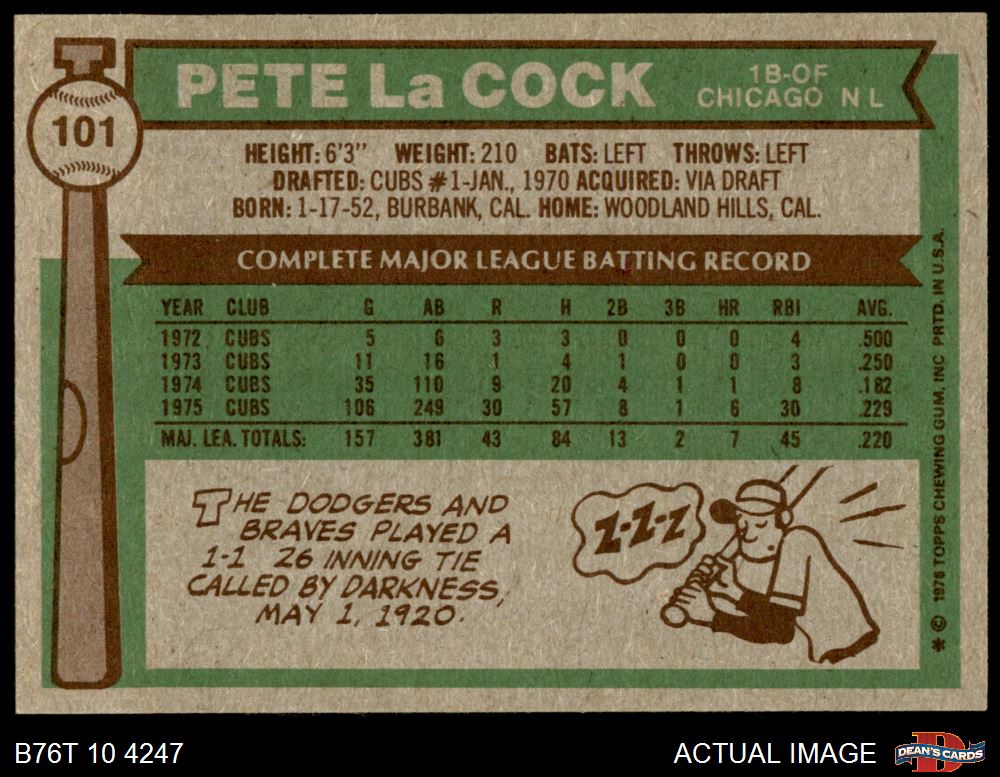 PETE La COCK
1B-OF
CHICAGO N L
101
HEIGHT: 6'3" WEIGHT: 210 BATS: LEFT THROWS: LEFT
DRAFTED: CUBS #1-JAN., 1970 ACQUIRED: VIA DRAFT
BORN: 1-17-52, BURBANK, CAL. HOME: WOODLAND HILLS, CAL.
COMPLETE MAJOR LEAGUE BATTING RECORD
YEAR CLUB G AB R H 2B 3B HR RBI AVG.
1972 CUBS 5 6 3 3 0 0 0 4 .500
1973 CUBS 11 16 1 4 1 0 0 3 .250
1974 CUBS 35 110 9 20 4 1 1 8 .182
1975 CUBS 106 249 30 57 8 1 6 30 .229
MAJ. LEA. TOTALS: 157 381 43 84 13 2 7 45 .220
THE DODGERS AND
BRAVES PLAYED A
1-1 26 INNING TIE
CALLED BY DARKNESS,
MAY 1, 1920.
Z-Z-Z
* © 1976 TOPPS CHEWING GUM, INC PRTD. IN U.S.A.
B76T 10 4247
ACTUAL IMAGE
DEAN'S CARDS